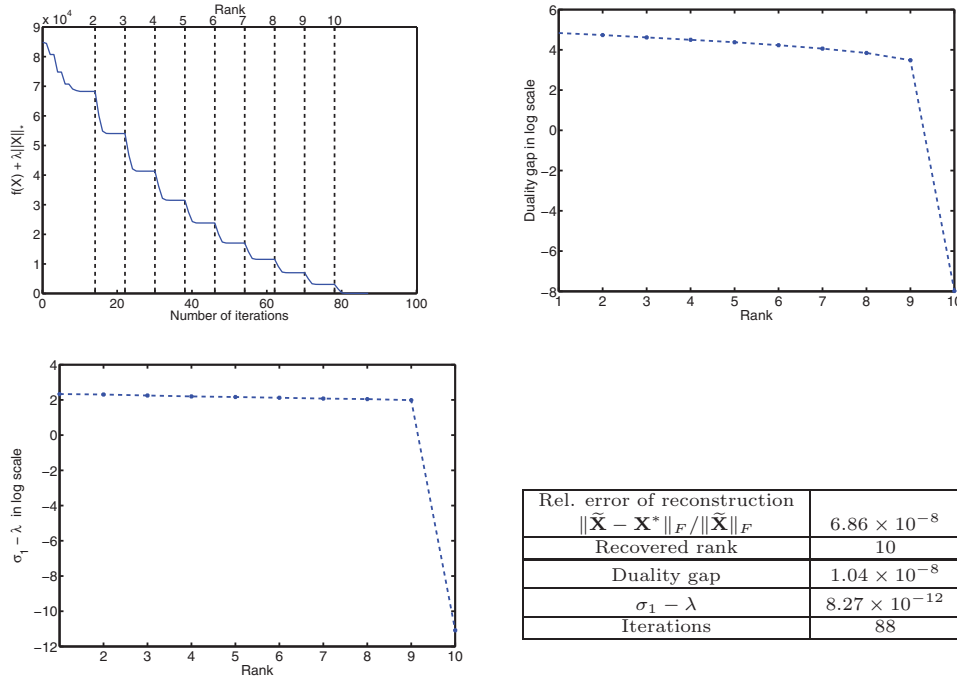 Rank
x 10^4 2 3 4 5 6 7 8 9 10
9
8
7
6
5
4
3
2
1
0
f(X) + λ||X||*
0 20 40 60 80 100
Number of iterations
6
4
2
0
−2
−4
−6
−8
Duality gap in log scale
1 2 3 4 5 6 7 8 9 10
Rank
4
2
0
−2
−4
−6
−8
−10
−12
σ1 − λ in log scale
2 3 4 5 6 7 8 9 10
Rank
Rel. error of reconstruction
‖X̃ − X*‖F/‖X̃‖F 6.86 × 10^−8
Recovered rank 10
Duality gap 1.04 × 10^−8
σ1 − λ 8.27 × 10^−12
Iterations 88